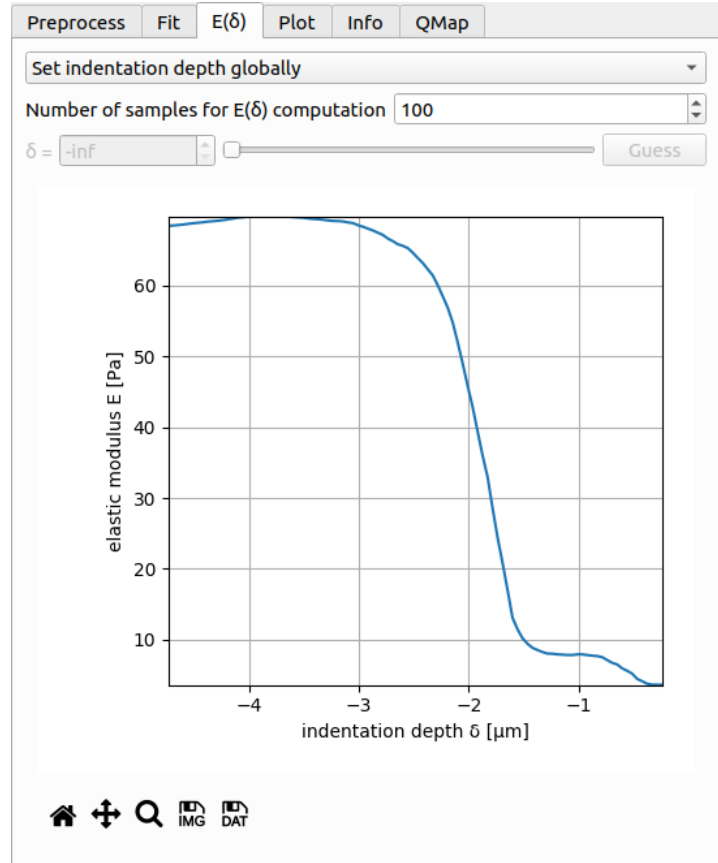 Preprocess Fit E(δ) Plot Info QMap
Set indentation depth globally
Number of samples for E(δ) computation 100
δ = -inf Guess
60
50
40
30
20
10
elastic modulus E [Pa]
−4 −3 −2 −1
indentation depth δ [µm]
IMG DAT